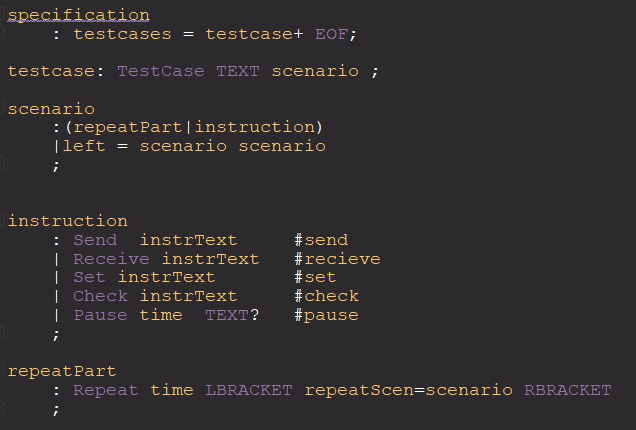 specification
: testcases = testcase+ EOF;
testcase: TestCase TEXT scenario ;
scenario
:(repeatPart|instruction)
|left = scenario scenario
;
instruction
: Send instrText #send
| Receive instrText #recieve
| Set instrText #set
| Check instrText #check
| Pause time TEXT? #pause
;
repeatPart
: Repeat time LBRACKET repeatScen=scenario RBRACKET
;